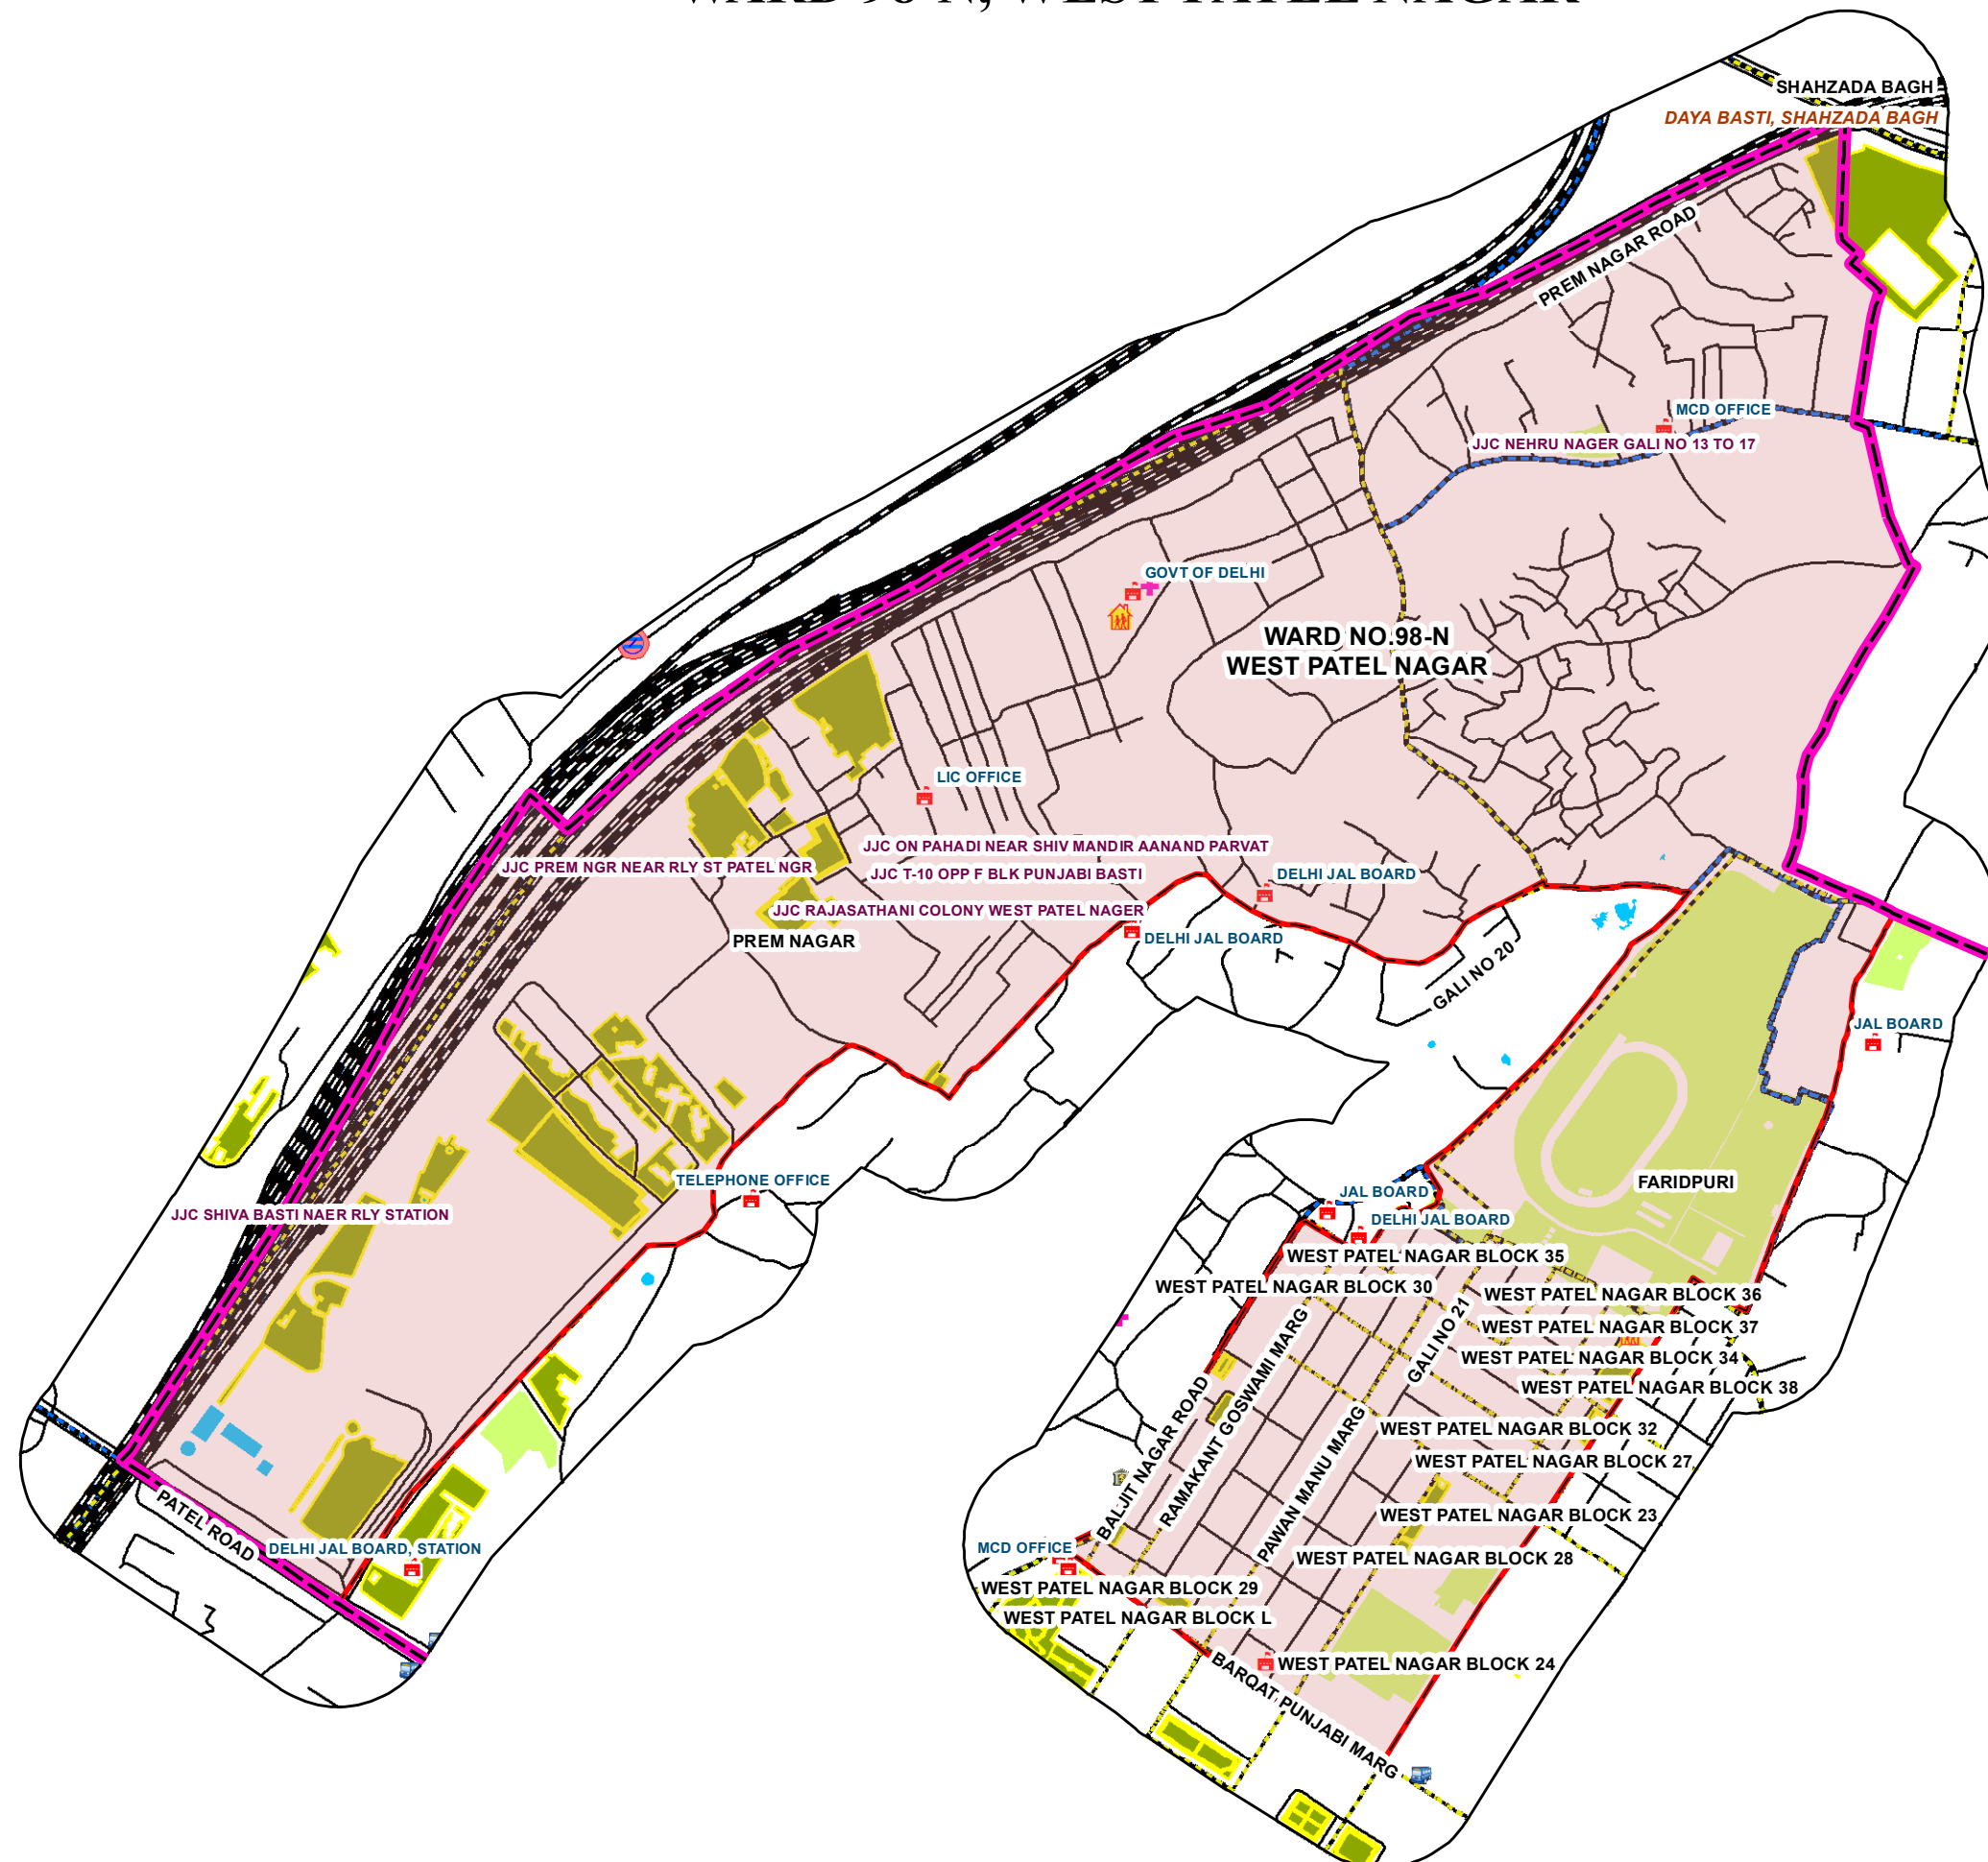 WARD 98-N, WEST PATEL NAGAR
SHAHZADA BAGH
DAYA BASTI, SHAHZADA BAGH
PREM NAGAR ROAD
MCD OFFICE
JJC NEHRU NAGER GALI NO 13 TO 17
GOVT OF DELHI
WARD NO.98-N
WEST PATEL NAGAR
LIC OFFICE
JJC ON PAHADI NEAR SHIV MANDIR AANAND PARVAT
JJC PREM NGR NEAR RLY ST PATEL NGR
JJC T-10 OPP F BLK PUNJABI BASTI
DELHI JAL BOARD
JJC RAJASATHANI COLONY WEST PATEL NAGER
PREM NAGAR
DELHI JAL BOARD
GALI NO 20
JAL BOARD
TELEPHONE OFFICE
FARIDPURI
JAL BOARD
JJC SHIVA BASTI NAER RLY STATION
DELHI JAL BOARD
WEST PATEL NAGAR BLOCK 35
WEST PATEL NAGAR BLOCK 30
WEST PATEL NAGAR BLOCK 36
WEST PATEL NAGAR BLOCK 37
GALI NO 21
WEST PATEL NAGAR BLOCK 34
WEST PATEL NAGAR BLOCK 38
RAMAKANT GOSWAMI MARG
BALJIT NAGAR ROAD
WEST PATEL NAGAR BLOCK 32
WEST PATEL NAGAR BLOCK 27
PAWAN MANU MARG
WEST PATEL NAGAR BLOCK 23
PATEL ROAD
DELHI JAL BOARD, STATION
MCD OFFICE
WEST PATEL NAGAR BLOCK 28
WEST PATEL NAGAR BLOCK 29
WEST PATEL NAGAR BLOCK L
WEST PATEL NAGAR BLOCK 24
BARQAT PUNJABI MARG